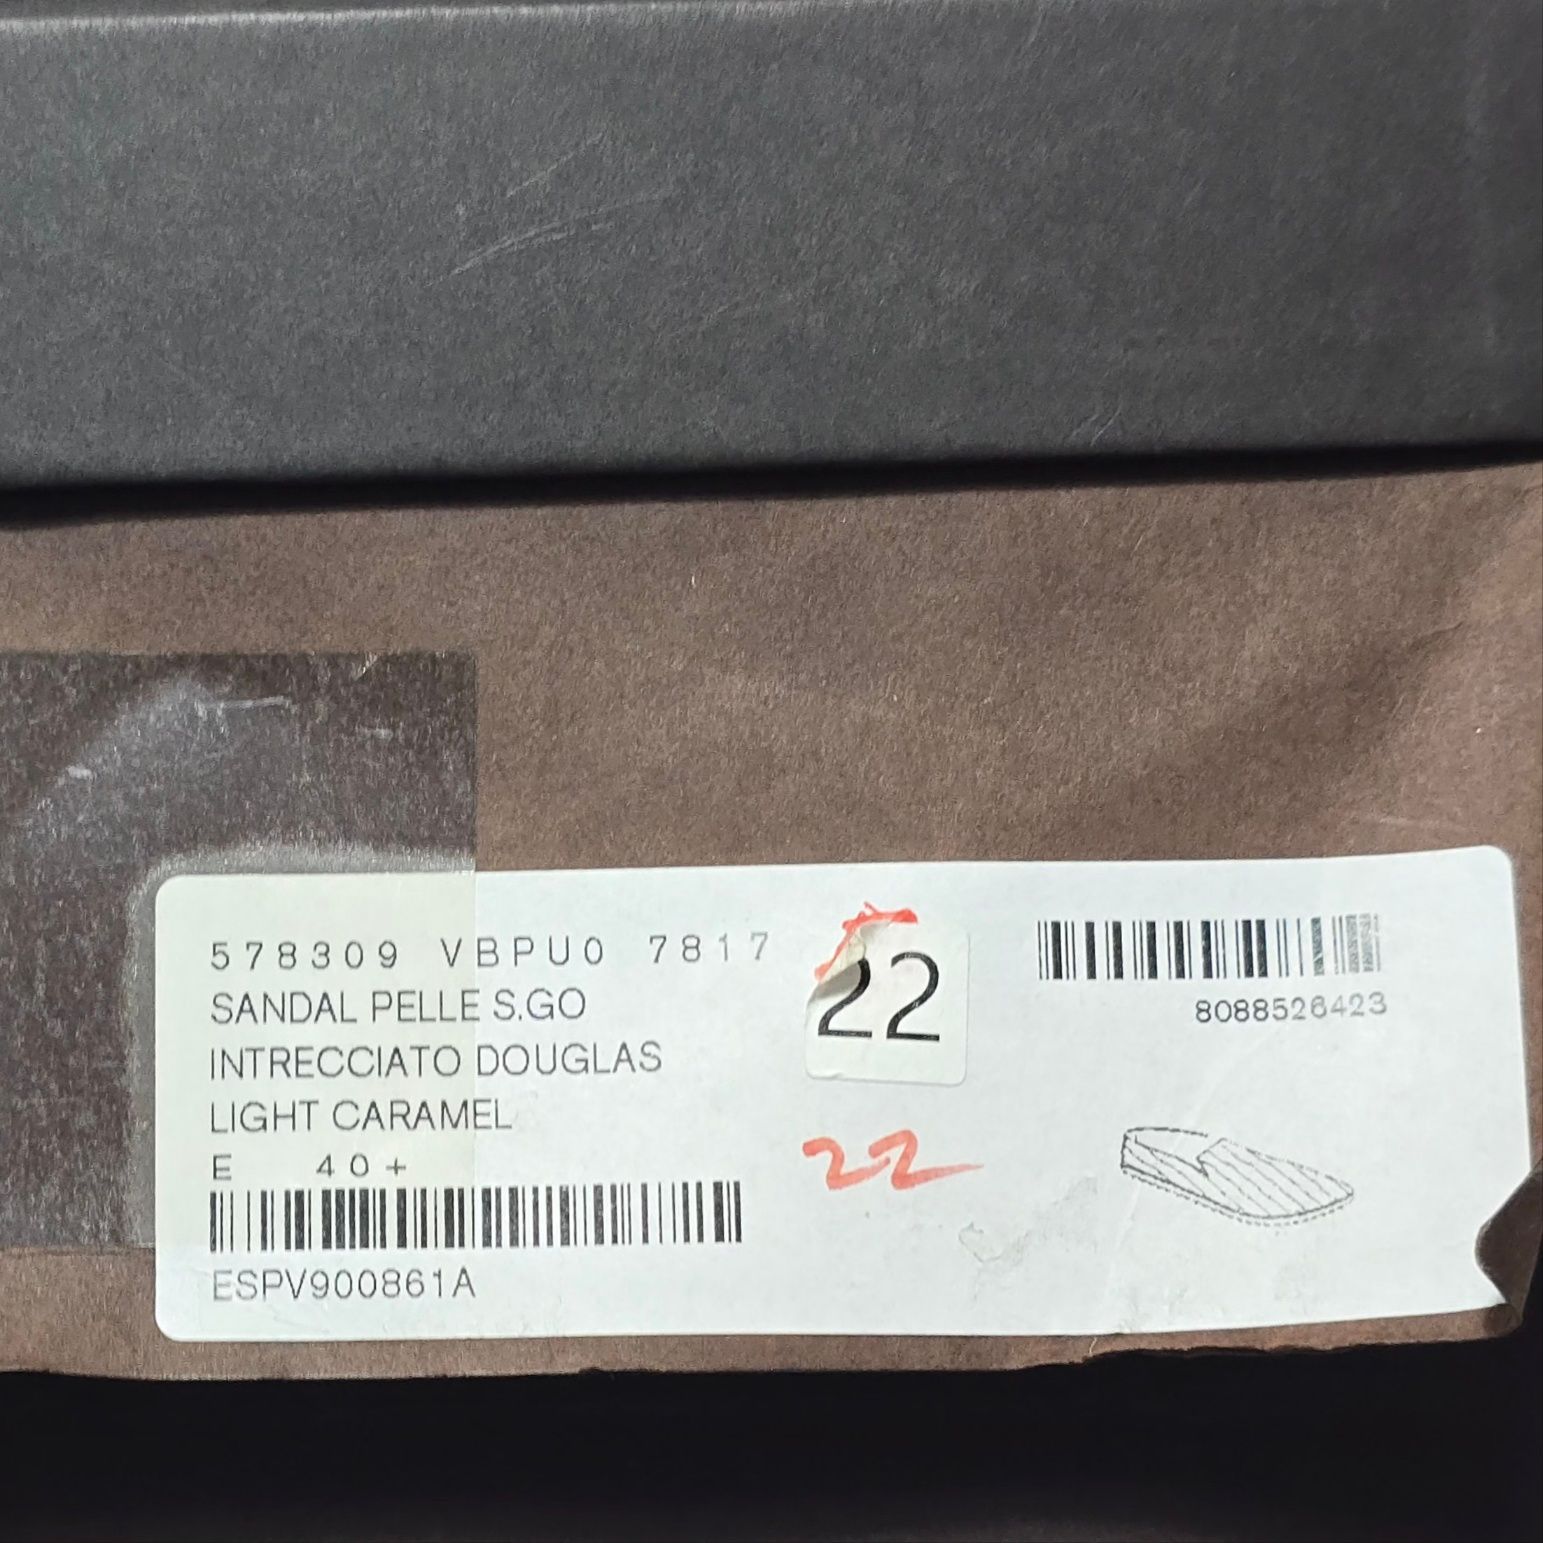 578309 VBPU0 7817
SANDAL PELLE S.GO
INTRECCIATO DOUGLAS
LIGHT CARAMEL
E 40+
ESPV900861A
22
22
8088526423